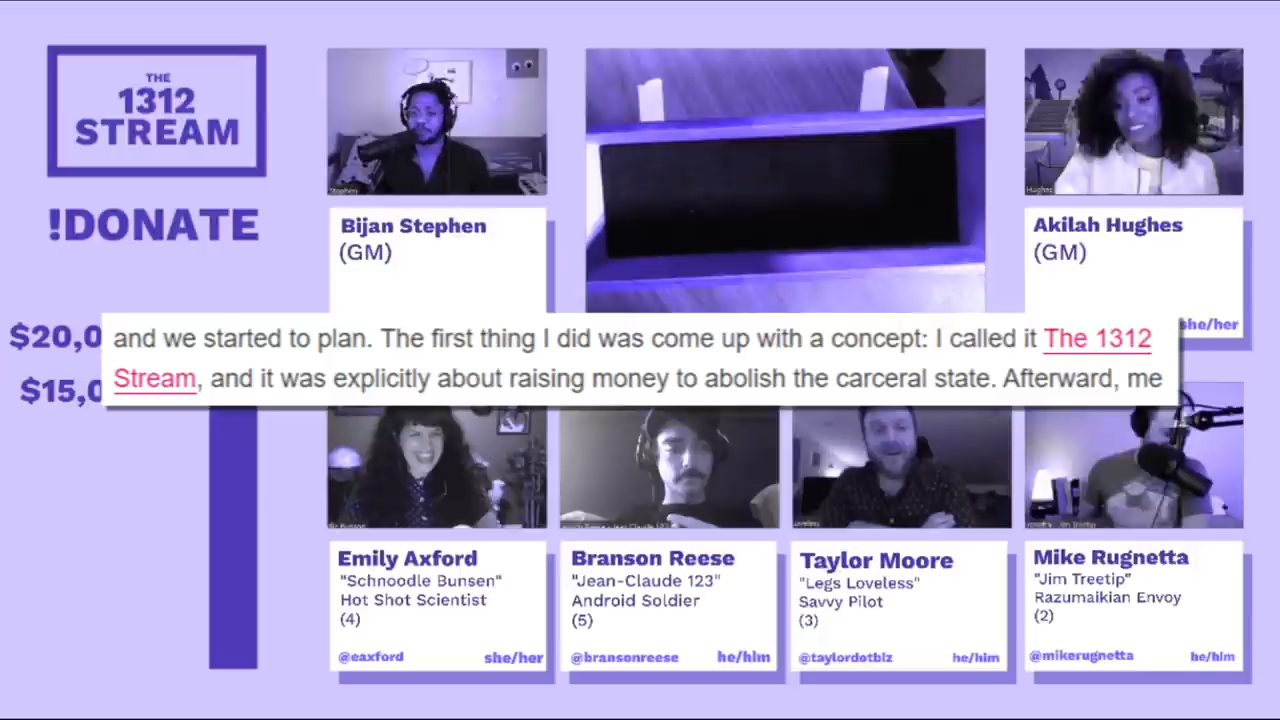 THE
1312
STREAM
!DONATE
$20,0
$15,0
Stephen
Hughes
Bijan Stephen
(GM)
Akilah Hughes
(GM)
she/her
and we started to plan. The first thing I did was come up with a concept: I called it The 1312
Stream, and it was explicitly about raising money to abolish the carceral state. Afterward, me
Emily Axford
"Schnoodle Bunsen"
Hot Shot Scientist
(4)
@eaxford she/her
Branson Reese
"Jean-Claude 123"
Android Soldier
(5)
@bransonreese he/him
Taylor Moore
"Legs Loveless"
Savvy Pilot
(3)
@taylordotbiz he/him
Mike Rugnetta
"Jim Treetip"
Razumaikian Envoy
(2)
@mikerugnetta he/him